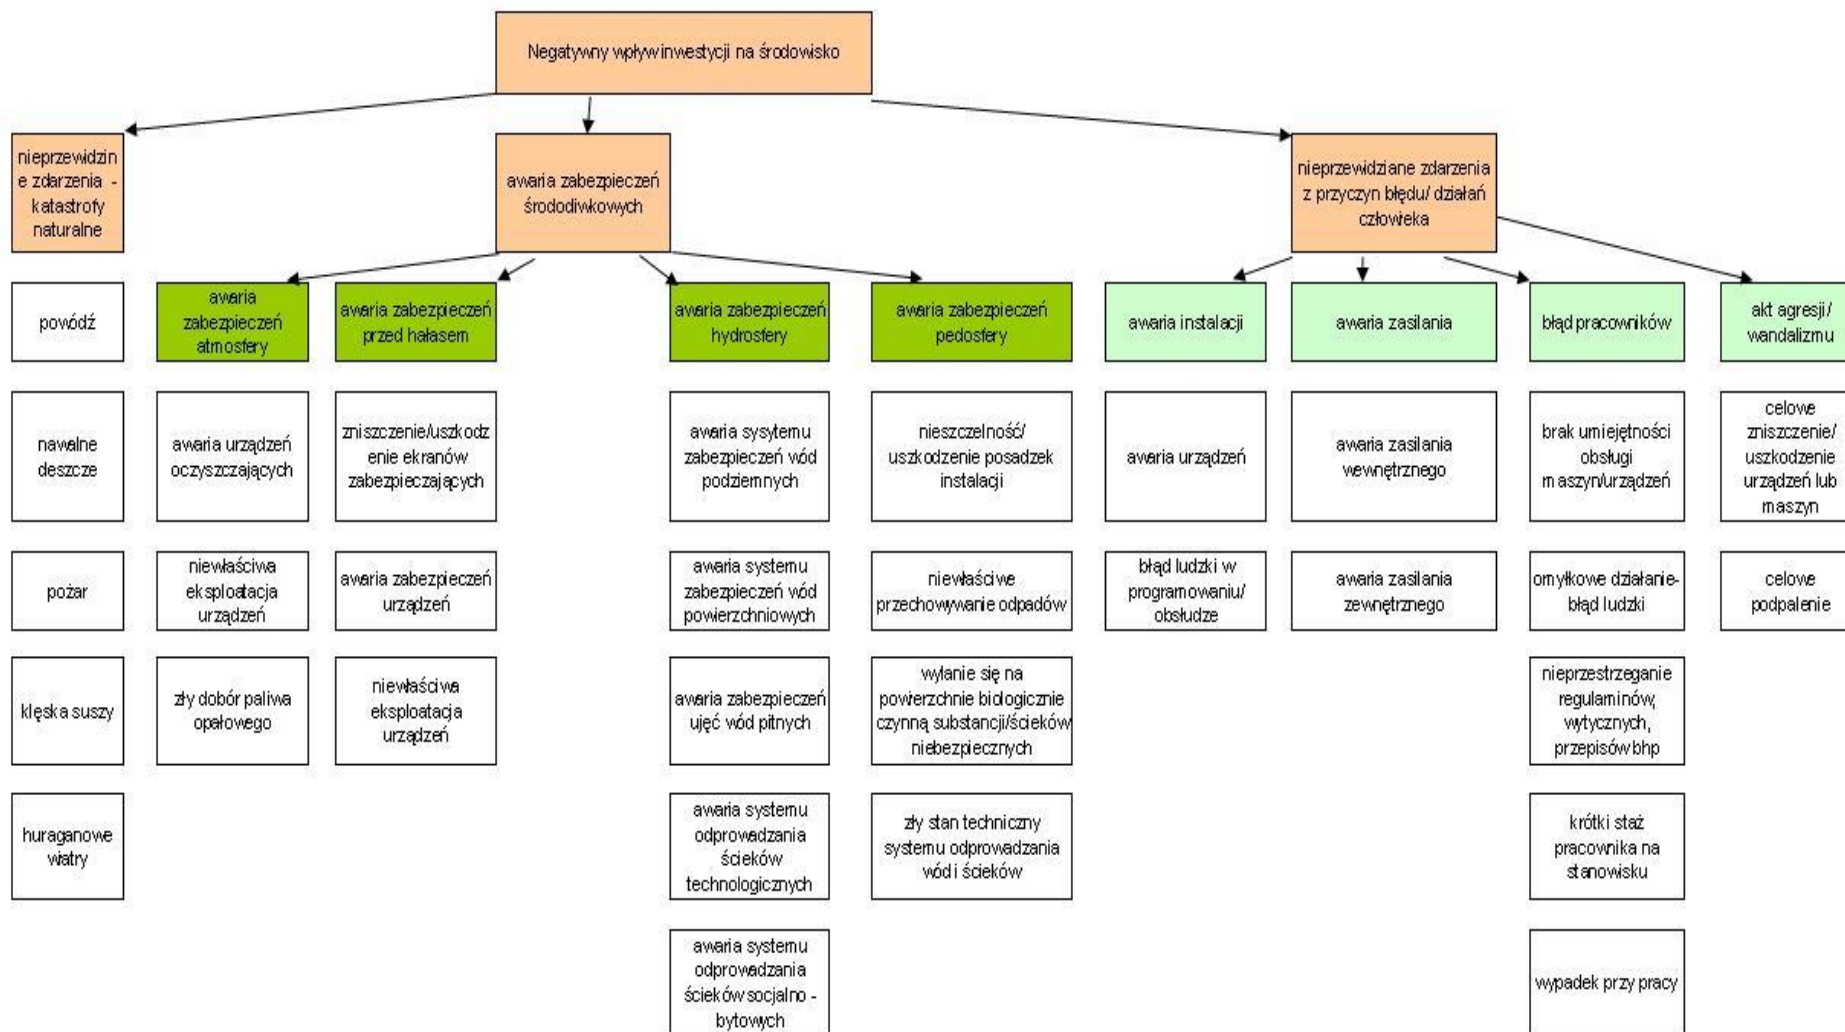 Negatywny wpływ inwestycji na środowisko
nieprzewidzin
e zdarzenia -
katastrofy
naturalne
awaria zabezpieczeń
środodiwkowych
nieprzewidziane zdarzenia
z przyczyn błędu/ działań
człowieka
powódź
awaria
zabezpieczeń
atmosfery
awaria zabezpieczeń
przed hałasem
awaria zabezpieczeń
hydrosfery
awaria zabezpieczeń
pedosfery
awaria instalacji
awaria zasilania
błąd pracowników
akt agresji/
wandalizmu
nawalne
deszcze
awaria urządzeń
oczyszczających
zniszczenie/uszkodz
enie ekranów
zabezpieczających
awaria sysytemu
zabezpieczeń wód
podziemnych
nieszczelność/
uszkodzenie posadzek
instalacji
awaria urządzeń
awaria zasilania
wewnętrznego
brak umiejętności
obsługi
maszyn/urządzeń
celowe
zniszczenie/
uszkodzenie
urządzeń lub
maszyn
pożar
niewłaściwa
eksploatacja
urządzeń
awaria zabezpieczeń
urządzeń
awaria systemu
zabezpieczeń wód
powierzchniowych
niewłaściwe
przechowywanie odpadów
błąd ludzki w
programowaniu/
obsłudze
awaria zasilania
zewnętrznego
omyłkowe działanie-
błąd ludzki
celowe
podpalenie
klęska suszy
zły dobór paliwa
opałowego
niewłaściwa
eksploatacja
urządzeń
awaria zabezpieczeń
ujęć wód pitnych
wylanie się na
powierzchnie biologicznie
czynną substancji/ścieków
niebezpiecznych
nieprzestrzeganie
regulaminów,
wytycznych,
przepisów bhp
huraganowe
wiatry
awaria systemu
odprowadzania
ścieków
technologicznych
zły stan techniczny
systemu odprowadzania
wód i ścieków
krótki staż
pracownika na
stanowisku
awaria systemu
odprowadzania
ścieków socjalno -
bytowych
wypadek przy pracy